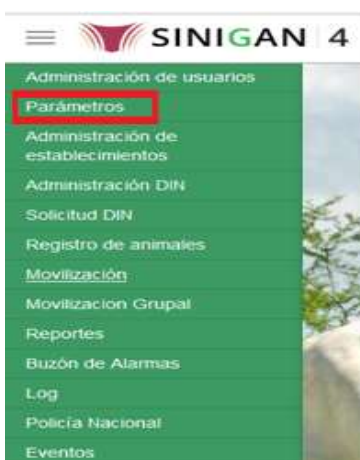 SINIGAN 4
Administración de usuarios
Parámetros
Administración de
establecimientos
Administración DIN
Solicitud DIN
Registro de animales
Movilización
Movilizacion Grupal
Reportes
Buzón de Alarmas
Log
Policía Nacional
Eventos